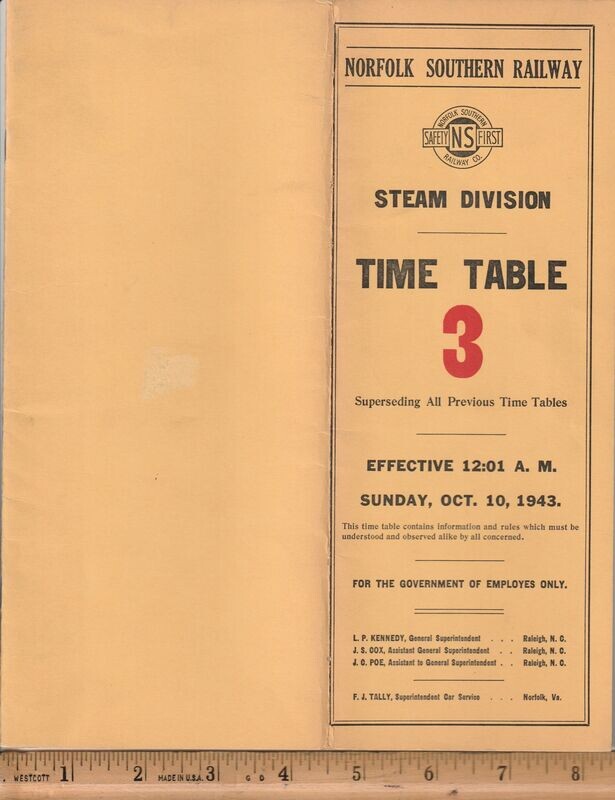 NORFOLK SOUTHERN RAILWAY
NORFOLK SOUTHERN
SAFETY NS FIRST
RAILWAY CO.
STEAM DIVISION
TIME TABLE
3
Superseding All Previous Time Tables
EFFECTIVE 12:01 A. M.
SUNDAY, OCT. 10, 1943.
This time table contains information and rules which must be
understood and observed alike by all concerned.
FOR THE GOVERNMENT OF EMPLOYES ONLY.
L. P. KENNEDY, General Superintendent . . . Raleigh, N. C.
J. S. COX, Assistant General Superintendent . . Raleigh, N. C.
J. C. POE, Assistant to General Superintendent . . Raleigh, N. C.
F. J. TALLY, Superintendent Car Service . . . Norfolk, Va.
WESTCOTT 1 2 MADE IN U.S.A. 3 G D 4 5 6 7 8